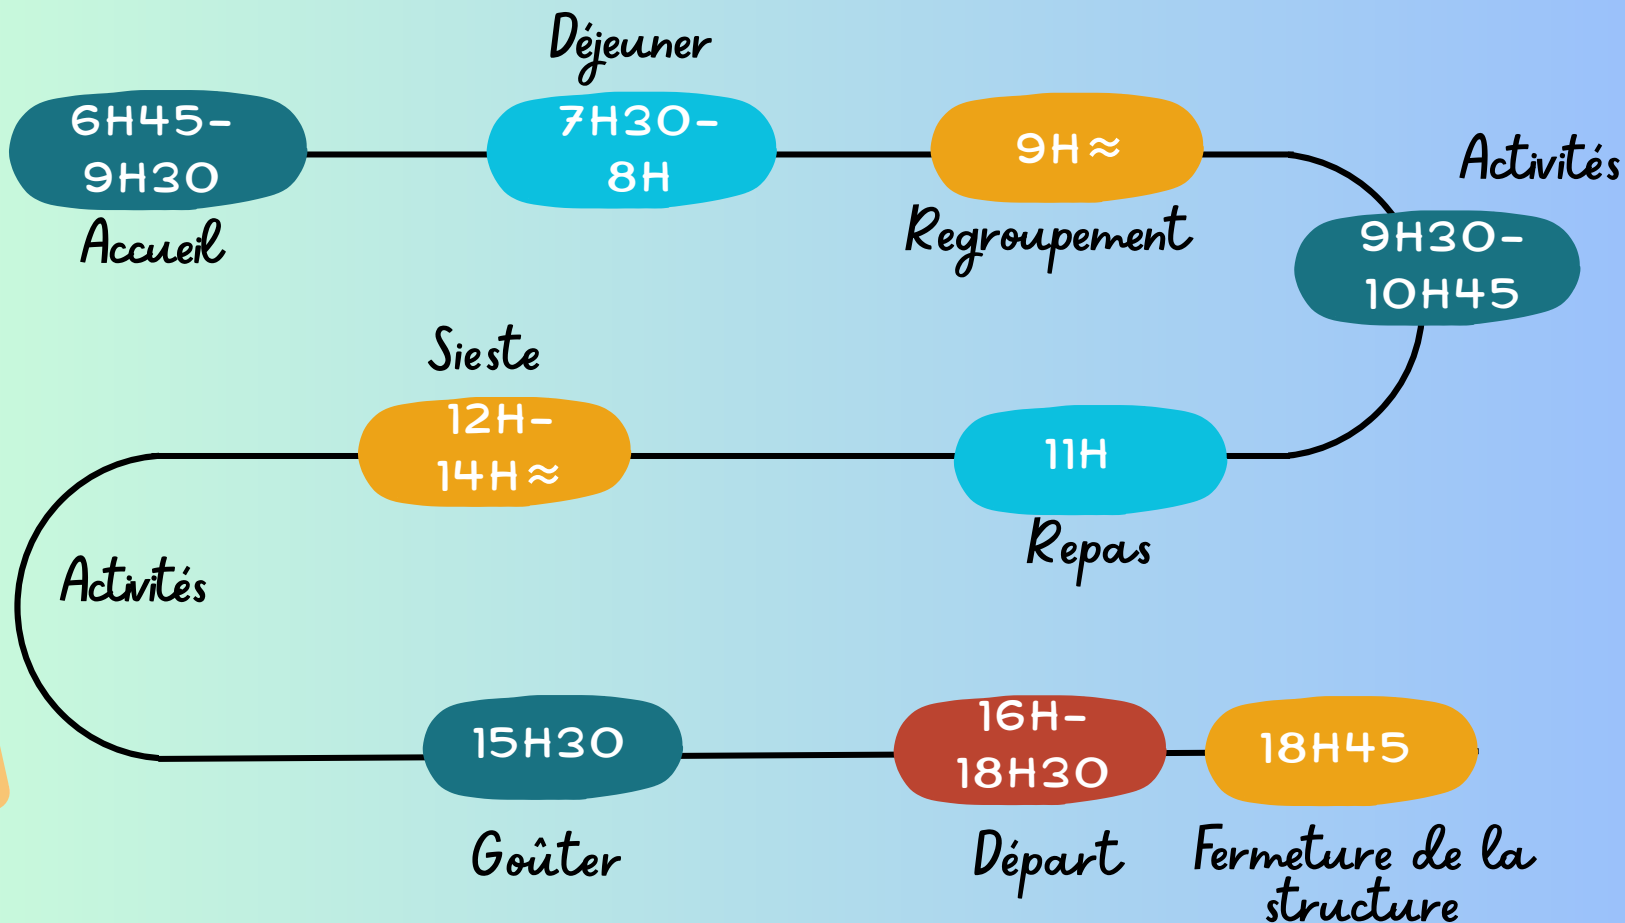 Déjeuner
6H45-
9H30
Accueil
7H30-
8H
9H≈
Regroupement
Activités
9H30-
10H45
Sieste
12H-
14H≈
11H
Repas
Activités
15H30
Goûter
16H-
18H30
Départ
18H45
Fermeture de la
structure